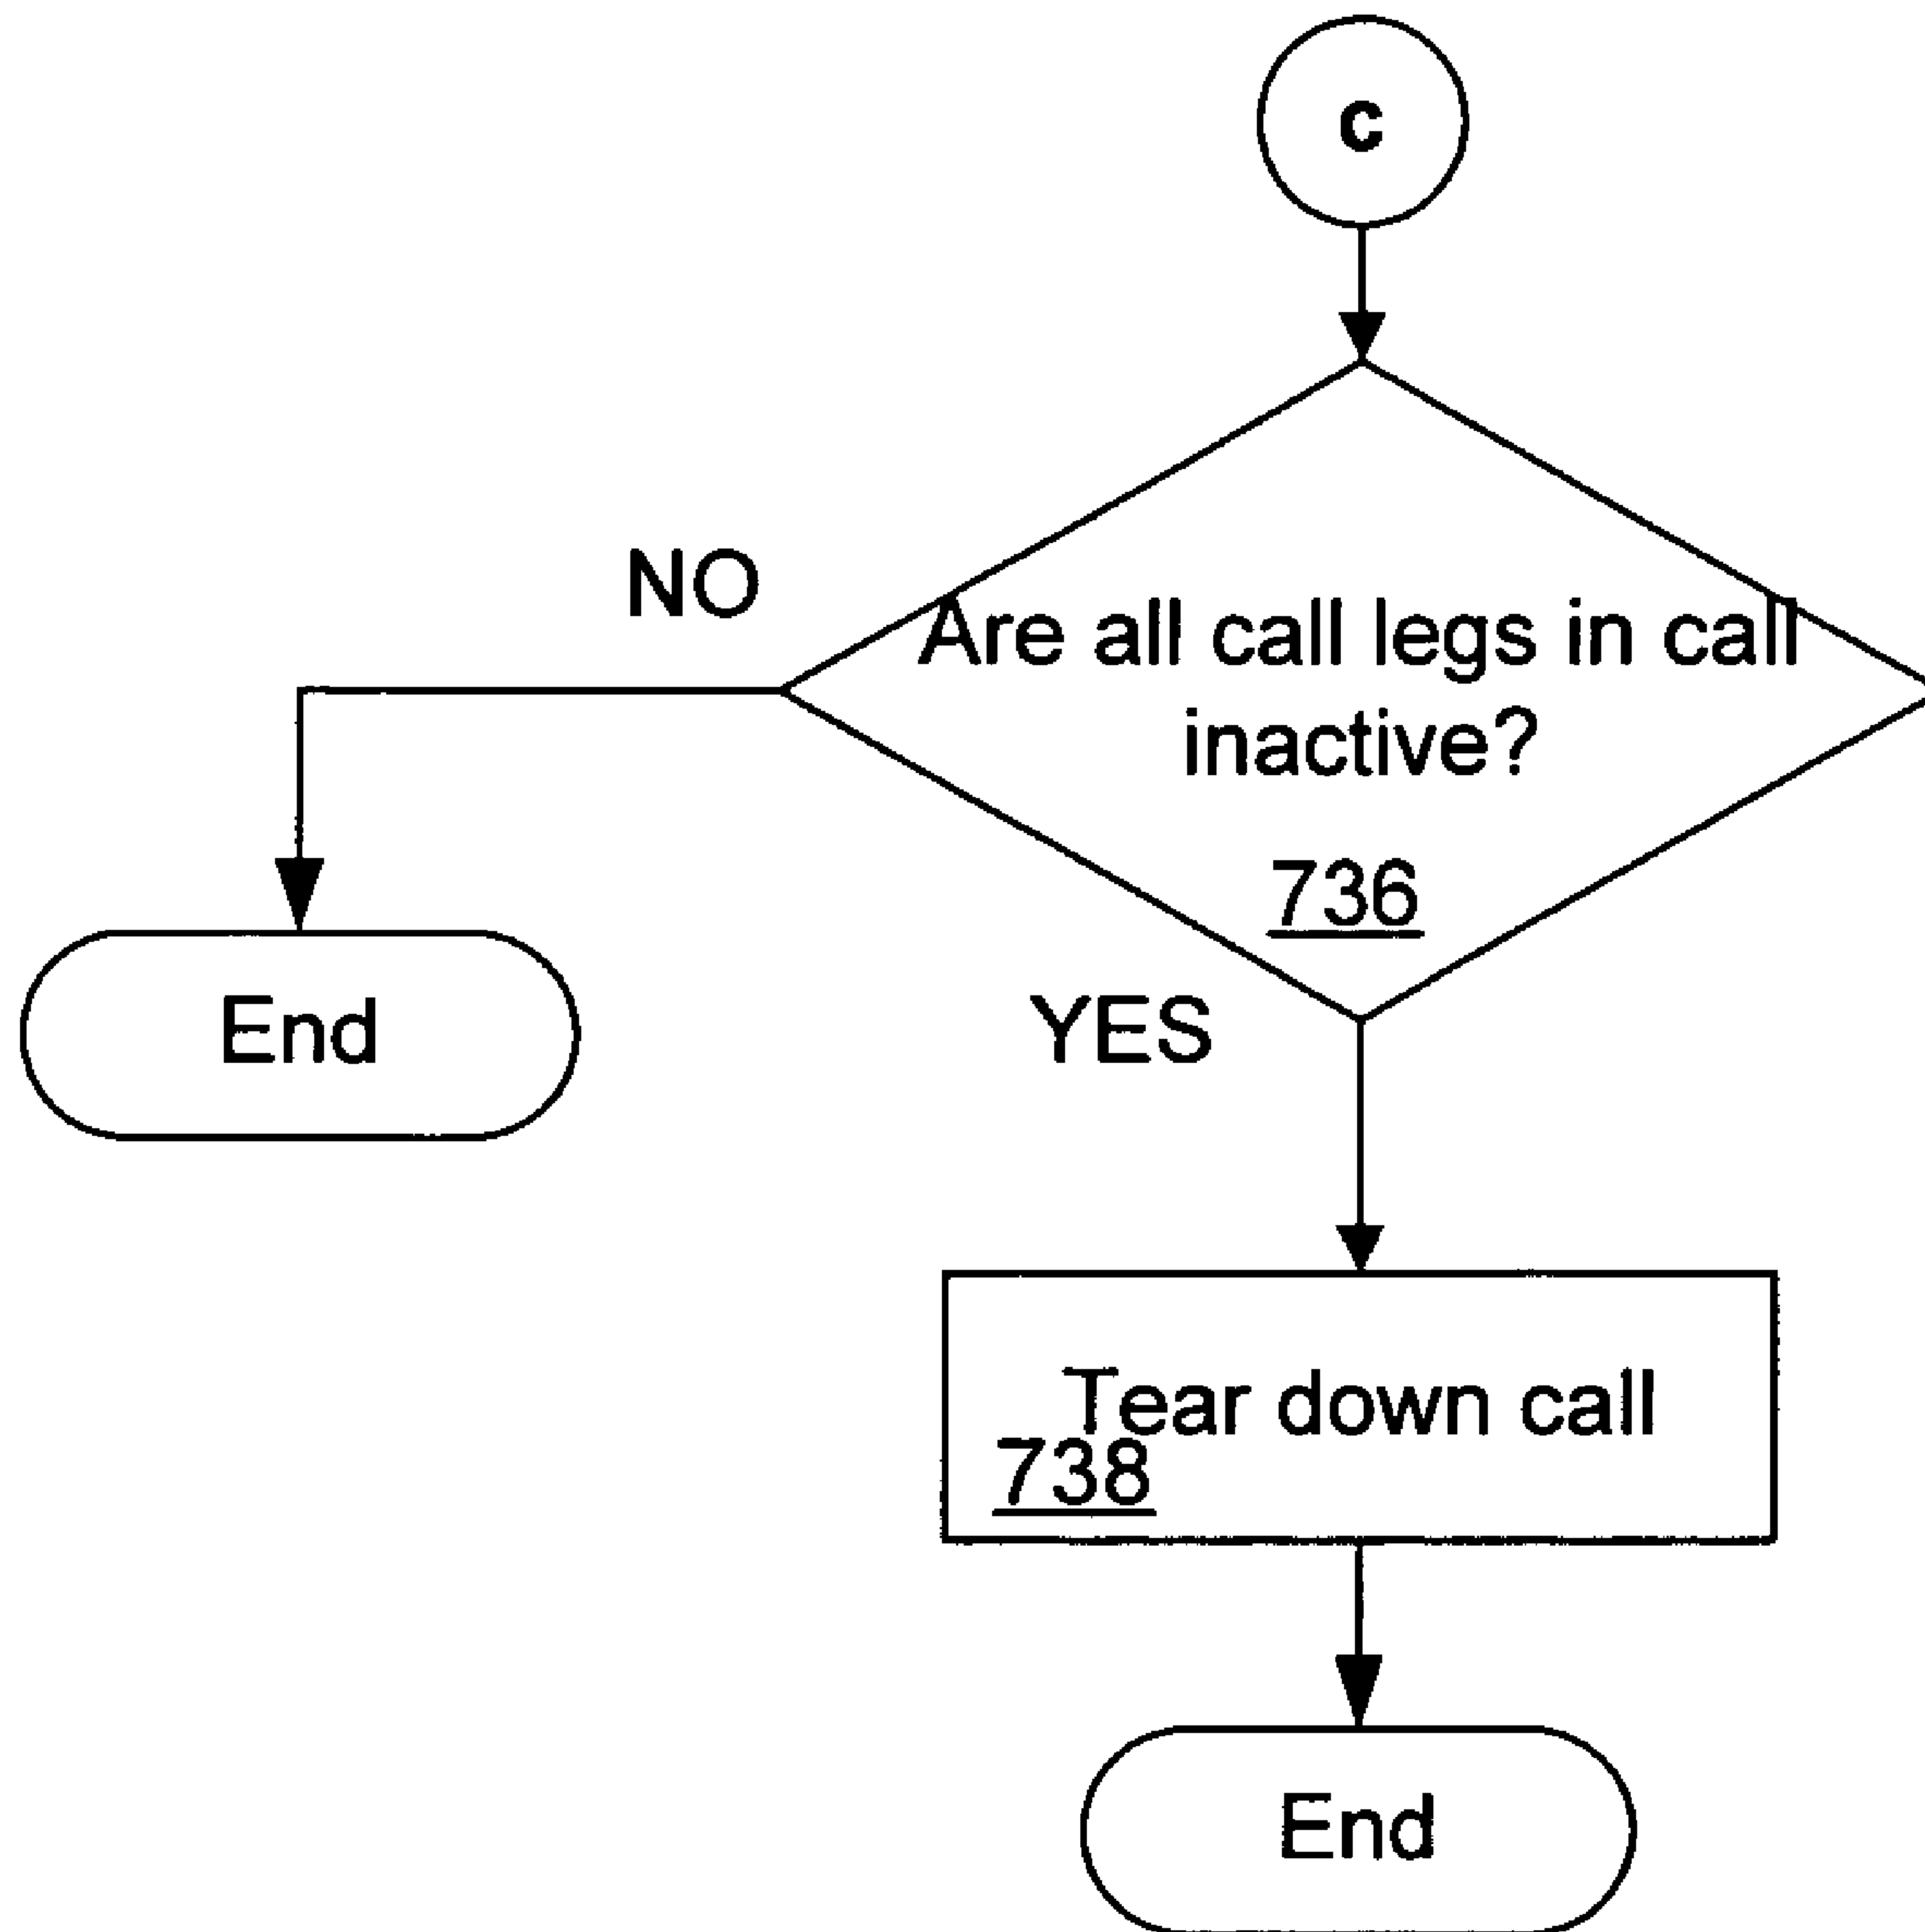 c
NO
Are all call legs in call
inactive?
736
End
YES
Tear down call
738
End